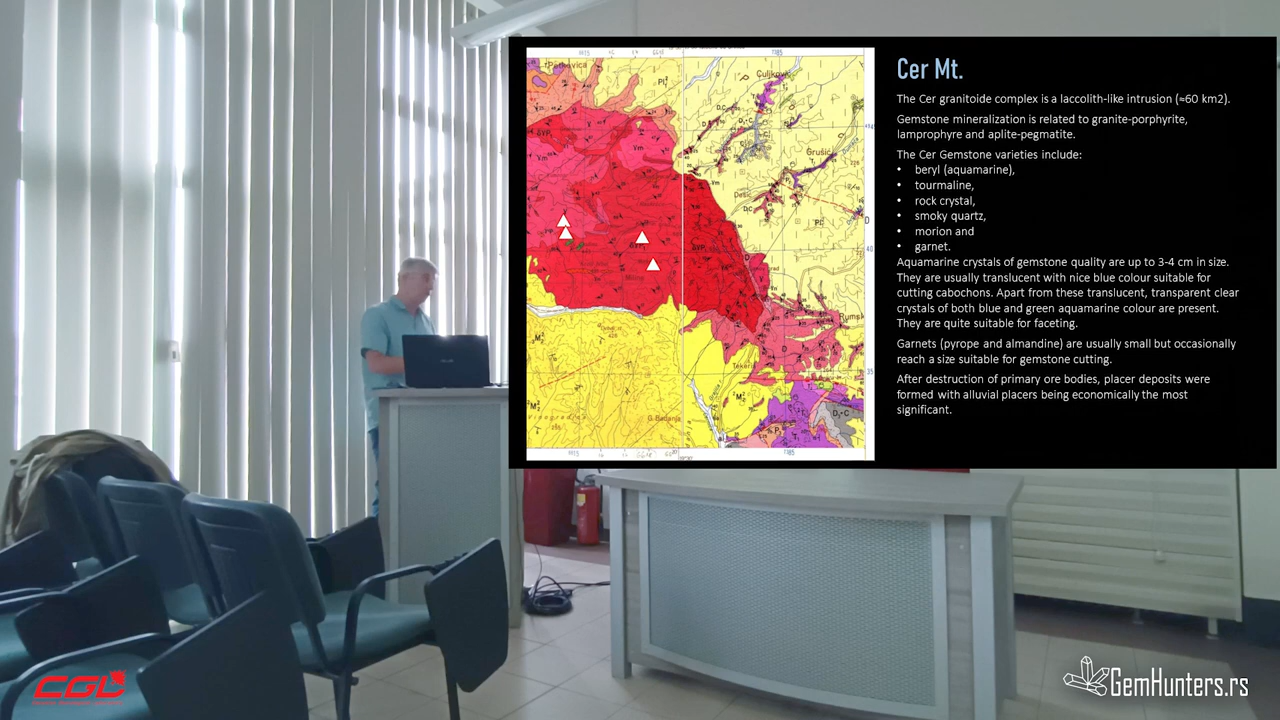 Cer Mt.
The Cer granitoide complex is a laccolith-like intrusion (≈60 km2).
Gemstone mineralization is related to granite-porphyrite,
lamprophyre and aplite-pegmatite.
The Cer Gemstone varieties include:
• beryl (aquamarine),
• tourmaline,
• rock crystal,
• smoky quartz,
• morion and
• garnet.
Aquamarine crystals of gemstone quality are up to 3-4 cm in size.
They are usually translucent with nice blue colour suitable for
cutting cabochons. Apart from these translucent, transparent clear
crystals of both blue and green aquamarine colour are present.
They are quite suitable for faceting.
Garnets (pyrope and almandine) are usually small but occasionally
reach a size suitable for gemstone cutting.
After destruction of primary ore bodies, placer deposits were
formed with alluvial placers being economically the most
significant.
Petkovica
Culjković
Grušić
Rumsk
Tekeriš
G. Badanja
CGL
GemHunters.rs